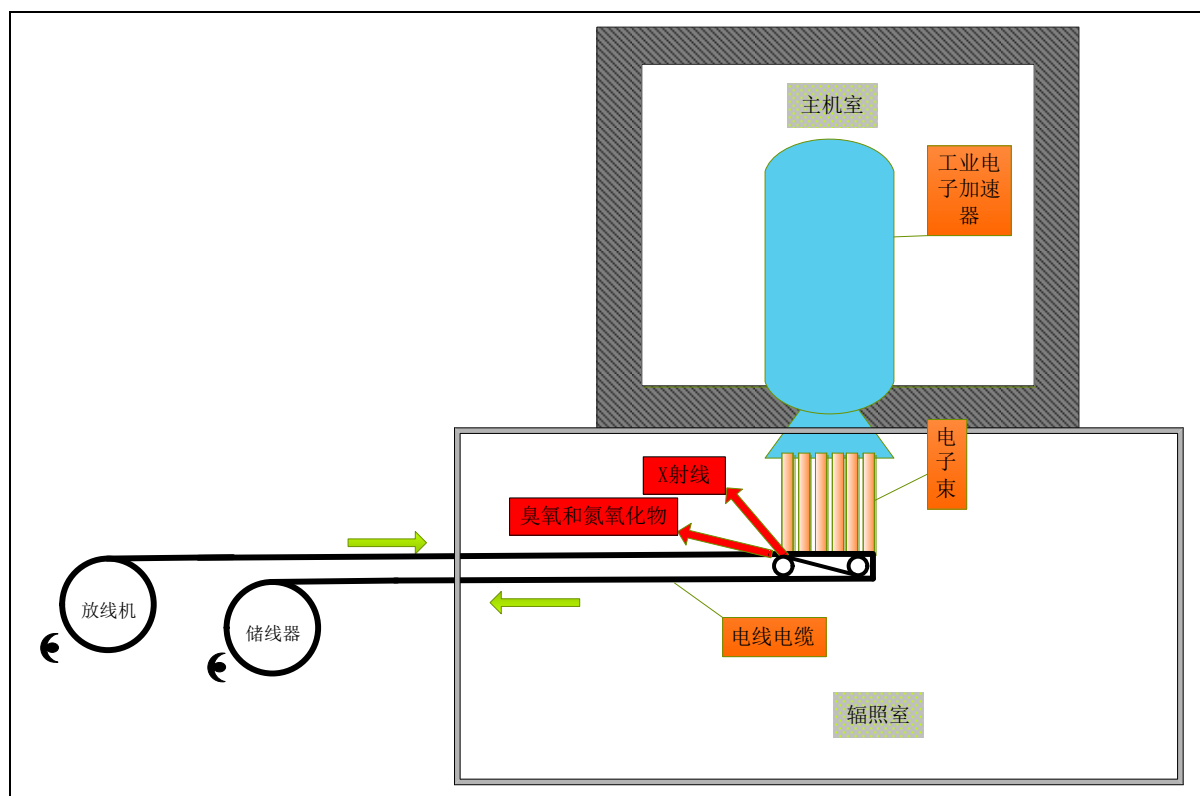 主机室
工业电
子加速
器
电
子
束
X射线
臭氧和氮氧化物
放线机
储线器
电线电缆
辐照室